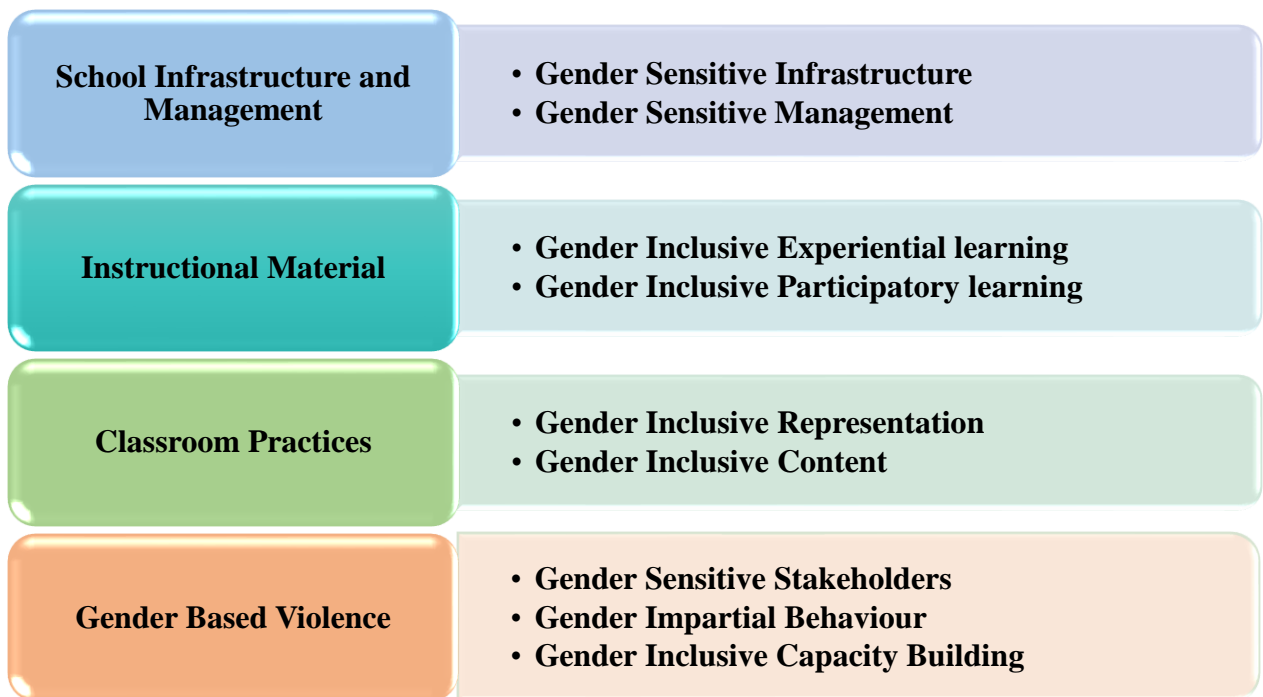 School Infrastructure and
Management
• Gender Sensitive Infrastructure
• Gender Sensitive Management
Instructional Material
• Gender Inclusive Experiential learning
• Gender Inclusive Participatory learning
Classroom Practices
• Gender Inclusive Representation
• Gender Inclusive Content
Gender Based Violence
• Gender Sensitive Stakeholders
• Gender Impartial Behaviour
• Gender Inclusive Capacity Building